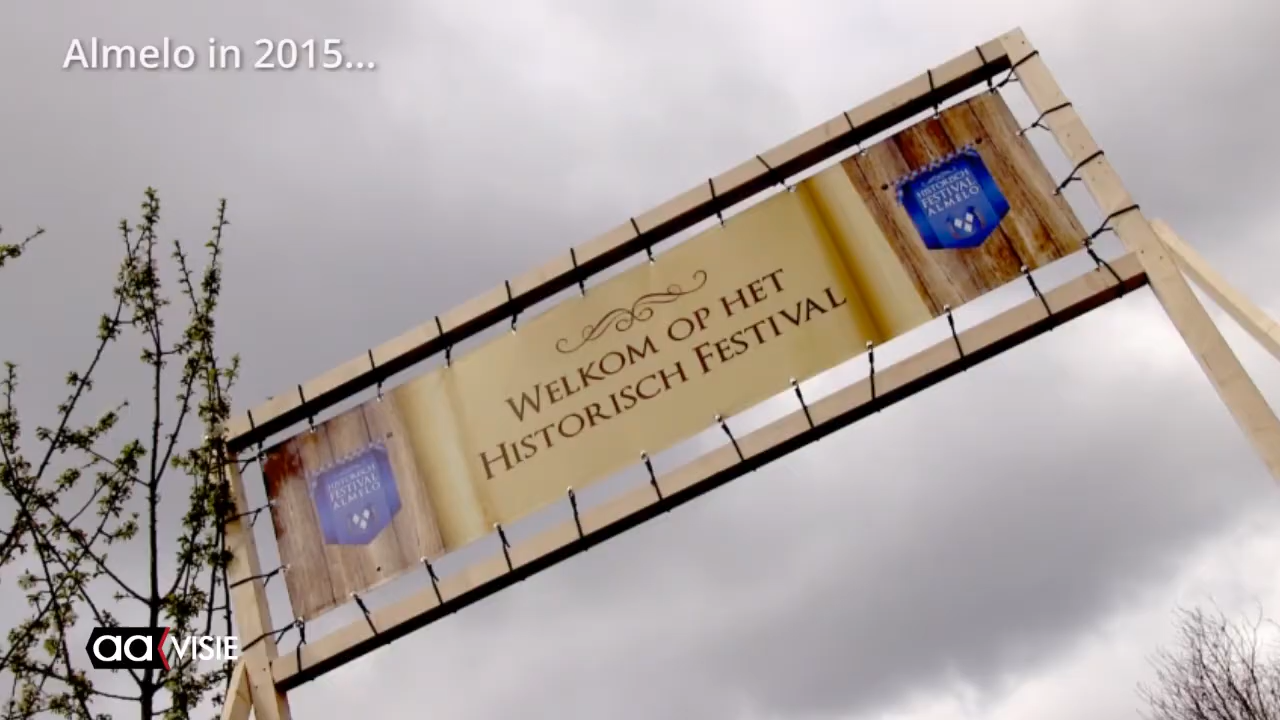 Almelo in 2015...
WELKOM OP HET
HISTORISCH FESTIVAL
HISTORISCH
FESTIVAL
ALMELO
HISTORISCH
FESTIVAL
ALMELO
aa VISIE